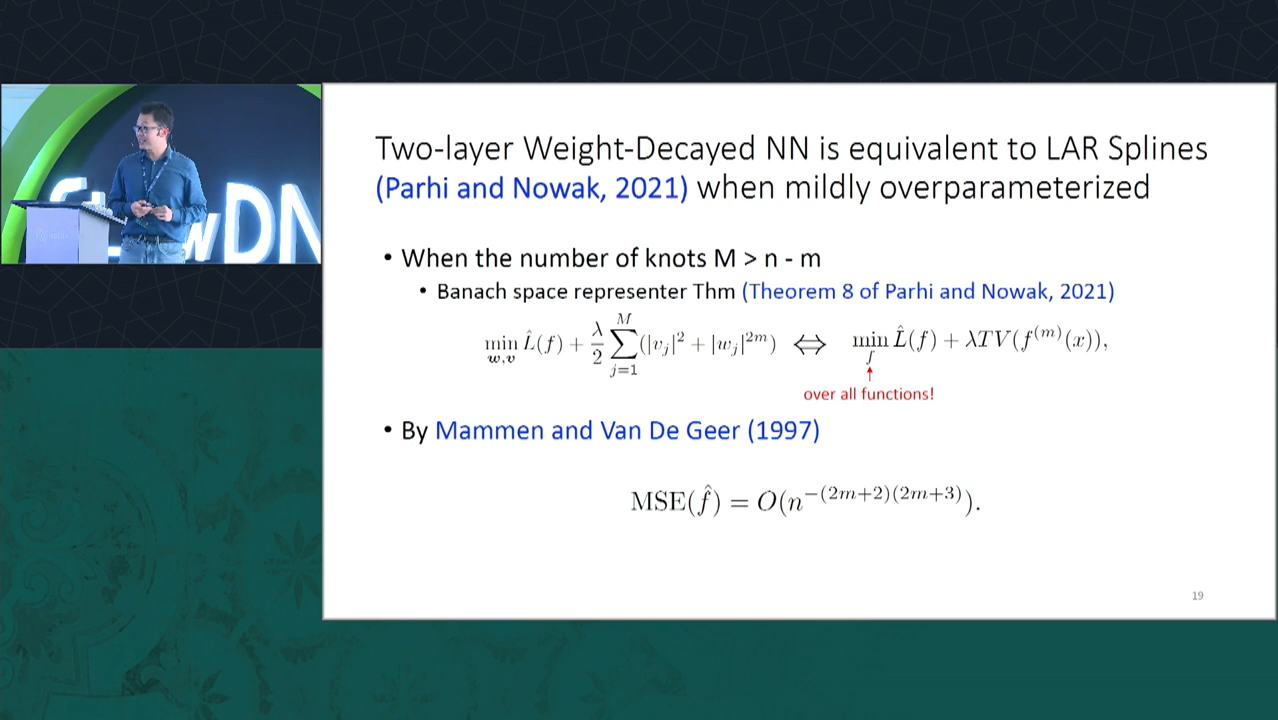 Two-layer Weight-Decayed NN is equivalent to LAR Splines
(Parhi and Nowak, 2021) when mildly overparameterized
• When the number of knots M > n - m
• Banach space representer Thm (Theorem 8 of Parhi and Nowak, 2021)
min_{w,v} L̂(f) + λ/2 ∑_{j=1}^{M} (|v_j|^2 + |w_j|^{2m}) ⇔ min_f L̂(f) + λTV(f^{(m)}(x)),
over all functions!
• By Mammen and Van De Geer (1997)
MSE(f̂) = O(n^{-(2m+2)(2m+3)}).
19